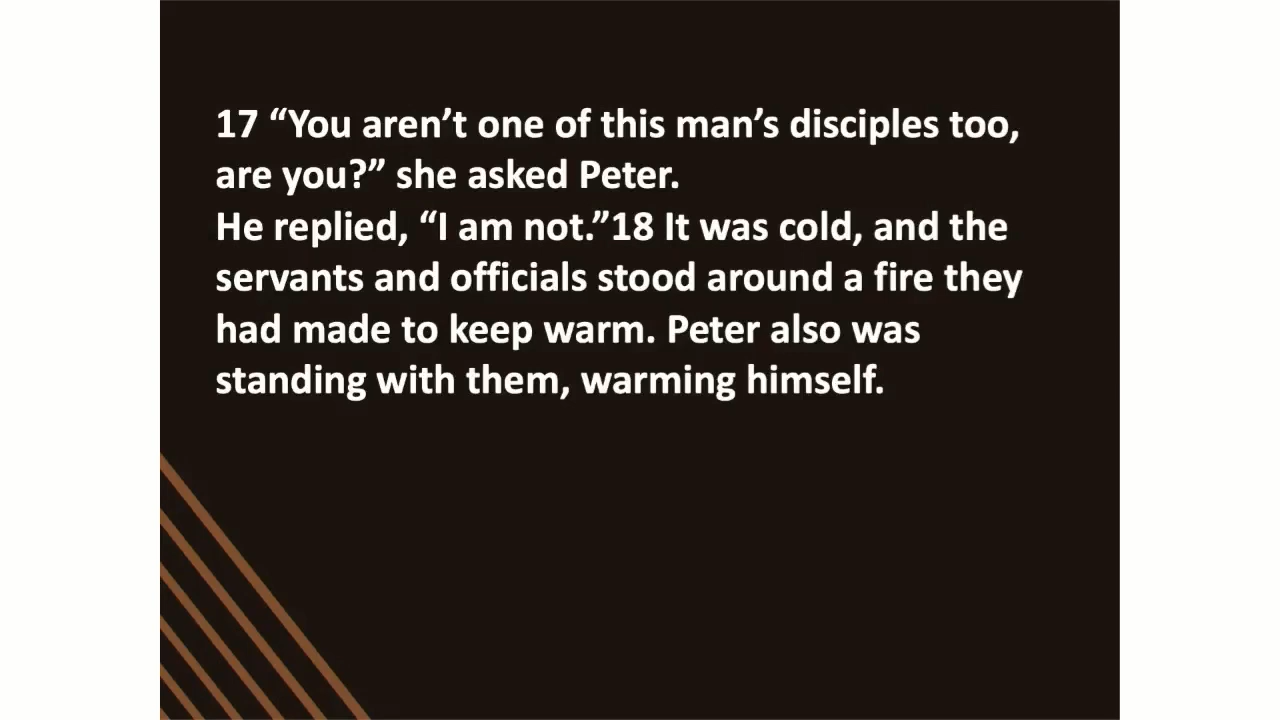 17 “You aren’t one of this man’s disciples too,
are you?” she asked Peter.
He replied, “I am not.”18 It was cold, and the
servants and officials stood around a fire they
had made to keep warm. Peter also was
standing with them, warming himself.